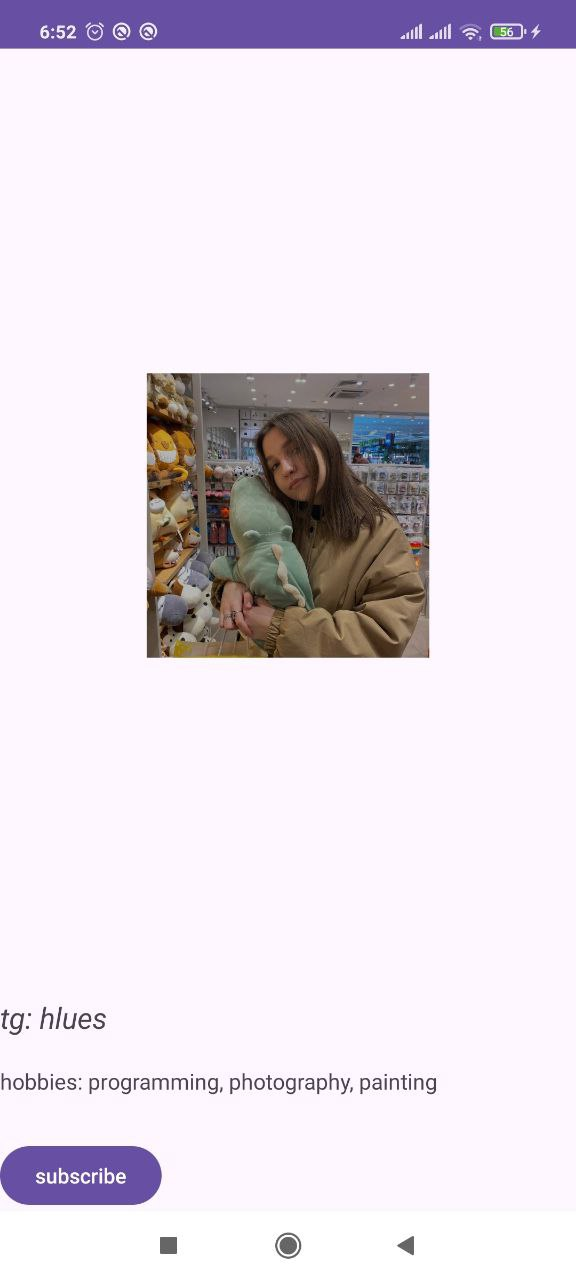 6:52
56
tg: hlues
hobbies: programming, photography, painting
subscribe